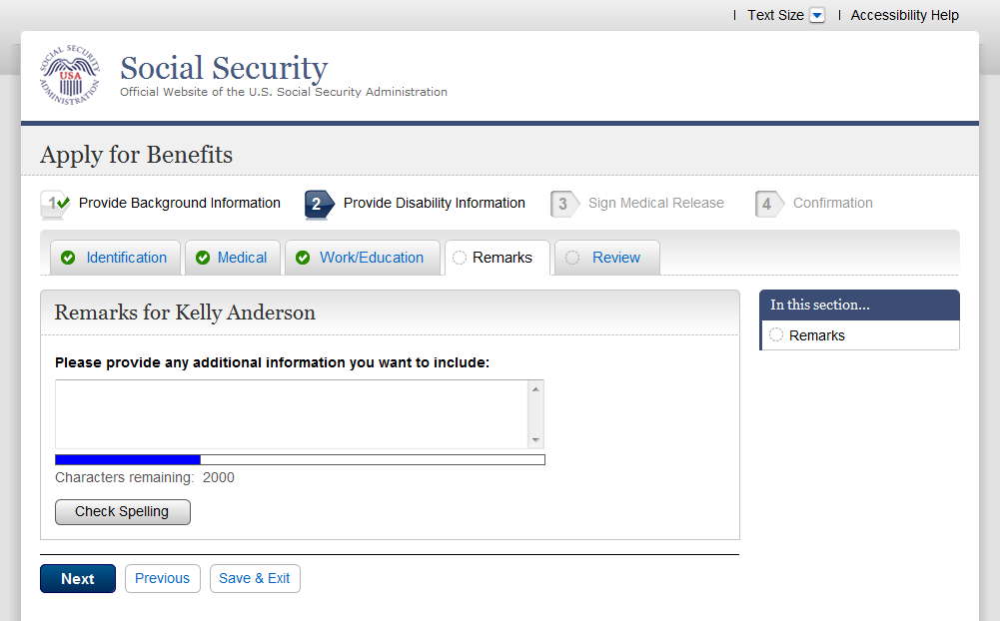 Text Size
Accessibility Help
SOCIAL SECURITY ADMINISTRATION
USA
Social Security
Official Website of the U.S. Social Security Administration
Apply for Benefits
1 Provide Background Information 2 Provide Disability Information 3 Sign Medical Release 4 Confirmation
Identification Medical Work/Education Remarks Review
Remarks for Kelly Anderson
Please provide any additional information you want to include:
Characters remaining: 2000
Check Spelling
In this section...
Remarks
Next Previous Save & Exit